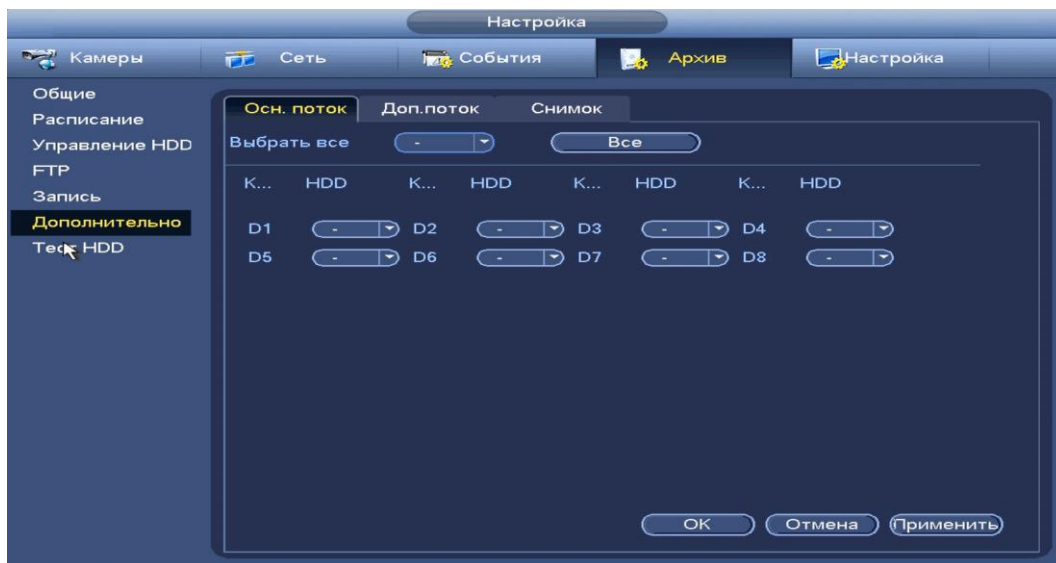 Настройка
Камеры Сеть События Архив Настройка
Общие
Расписание
Управление HDD
FTP
Запись
Дополнительно
Тест HDD
Осн. поток Доп.поток Снимок
Выбрать все - Все
К... HDD К... HDD К... HDD К... HDD
D1 - D2 - D3 - D4 -
D5 - D6 - D7 - D8 -
OK Отмена Применить